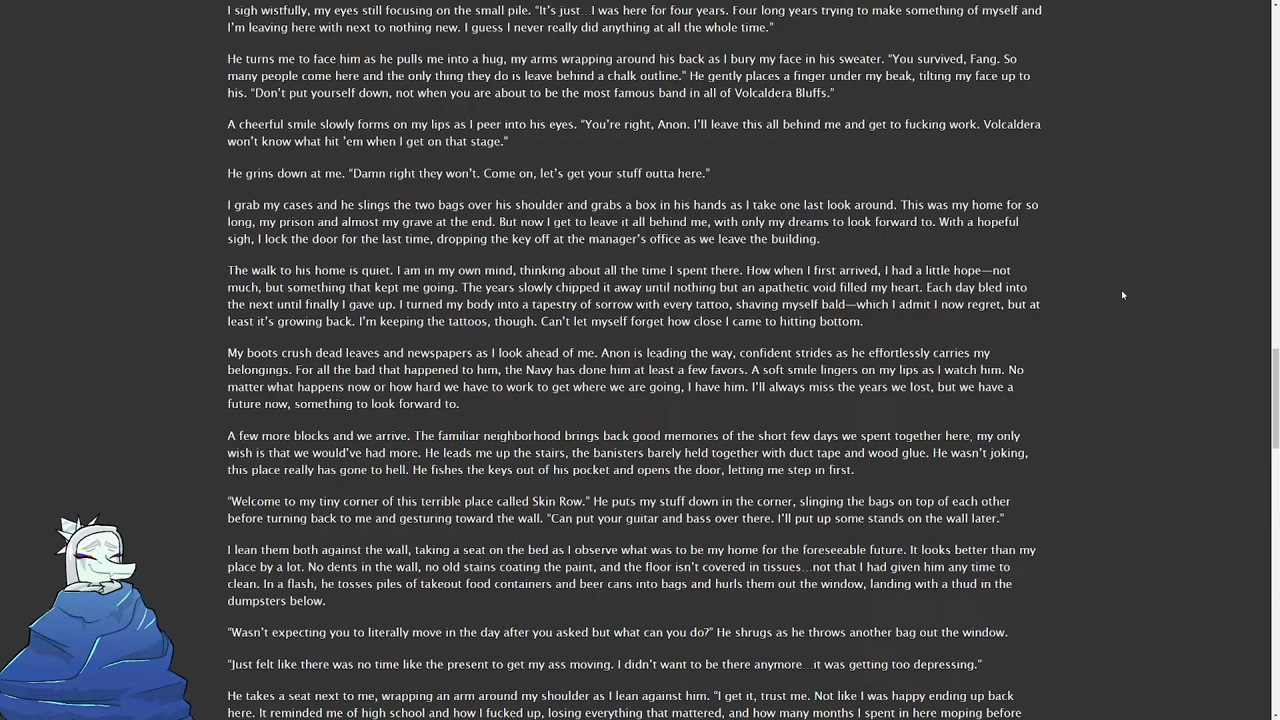 I sigh wistfully, my eyes still focusing on the small pile. “It’s just…I was here for four years. Four long years trying to make something of myself and
I’m leaving here with next to nothing new. I guess I never really did anything at all the whole time.”
He turns me to face him as he pulls me into a hug, my arms wrapping around his back as I bury my face in his sweater. “You survived, Fang. So
many people come here and the only thing they do is leave behind a chalk outline.” He gently places a finger under my beak, tilting my face up to
his. “Don’t put yourself down, not when you are about to be the most famous band in all of Volcaldera Bluffs.”
A cheerful smile slowly forms on my lips as I peer into his eyes. “You’re right, Anon. I’ll leave this all behind me and get to fucking work. Volcaldera
won’t know what hit ’em when I get on that stage.”
He grins down at me. “Damn right they won’t. Come on, let’s get your stuff outta here.”
I grab my cases and he slings the two bags over his shoulder and grabs a box in his hands as I take one last look around. This was my home for so
long, my prison and almost my grave at the end. But now I get to leave it all behind me, with only my dreams to look forward to. With a hopeful
sigh, I lock the door for the last time, dropping the key off at the manager’s office as we leave the building.
The walk to his home is quiet. I am in my own mind, thinking about all the time I spent there. How when I first arrived, I had a little hope—not
much, but something that kept me going. The years slowly chipped it away until nothing but an apathetic void filled my heart. Each day bled into
the next until finally I gave up. I turned my body into a tapestry of sorrow with every tattoo, shaving myself bald—which I admit I now regret, but at
least it’s growing back. I’m keeping the tattoos, though. Can’t let myself forget how close I came to hitting bottom.
My boots crush dead leaves and newspapers as I look ahead of me. Anon is leading the way, confident strides as he effortlessly carries my
belongings. For all the bad that happened to him, the Navy has done him at least a few favors. A soft smile lingers on my lips as I watch him. No
matter what happens now or how hard we have to work to get where we are going, I have him. I’ll always miss the years we lost, but we have a
future now, something to look forward to.
A few more blocks and we arrive. The familiar neighborhood brings back good memories of the short few days we spent together here; my only
wish is that we would’ve had more. He leads me up the stairs, the banisters barely held together with duct tape and wood glue. He wasn’t joking,
this place really has gone to hell. He fishes the keys out of his pocket and opens the door, letting me step in first.
“Welcome to my tiny corner of this terrible place called Skin Row.” He puts my stuff down in the corner, slinging the bags on top of each other
before turning back to me and gesturing toward the wall. “Can put your guitar and bass over there. I’ll put up some stands on the wall later.”
I lean them both against the wall, taking a seat on the bed as I observe what was to be my home for the foreseeable future. It looks better than my
place by a lot. No dents in the wall, no old stains coating the paint, and the floor isn’t covered in tissues…not that I had given him any time to
clean. In a flash, he tosses piles of takeout food containers and beer cans into bags and hurls them out the window, landing with a thud in the
dumpsters below.
“Wasn’t expecting you to literally move in the day after you asked but what can you do?” He shrugs as he throws another bag out the window.
“Just felt like there was no time like the present to get my ass moving. I didn’t want to be there anymore…it was getting too depressing.”
He takes a seat next to me, wrapping an arm around my shoulder as I lean against him. “I get it, trust me. Not like I was happy ending up back
here. It reminded me of high school and how I fucked up, losing everything that mattered, and how many months I spent in here moping before